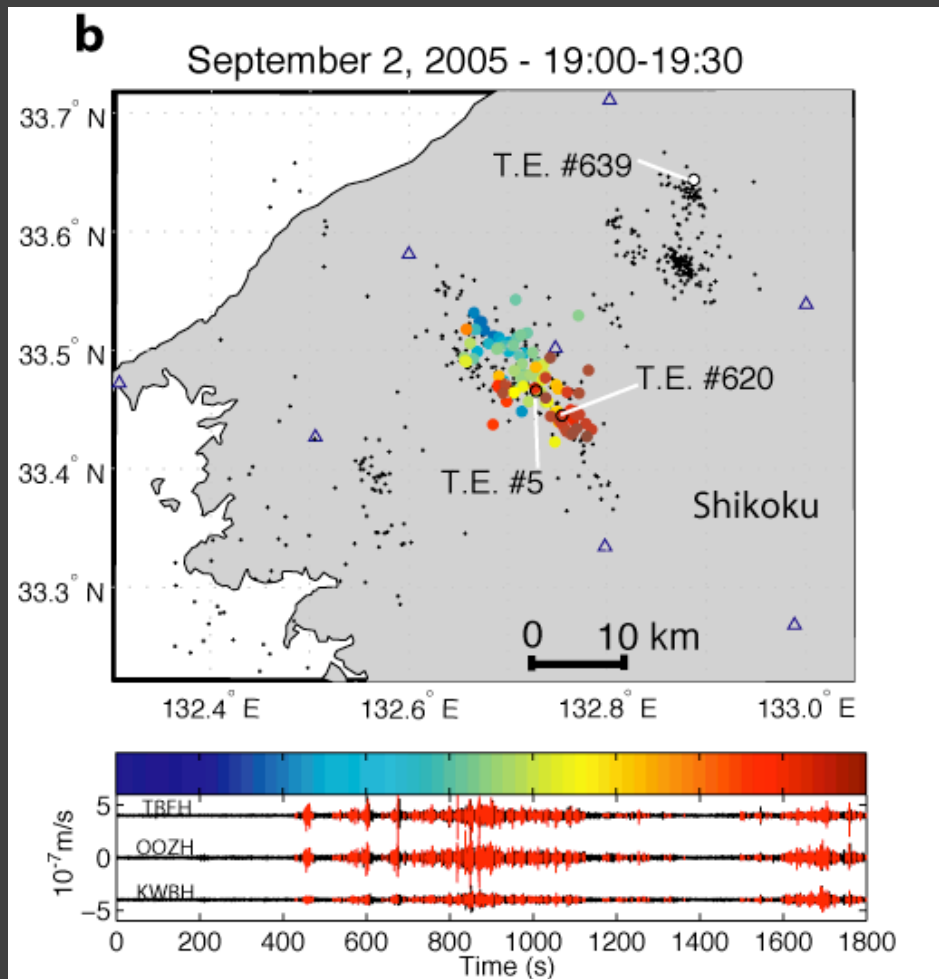 b
September 2, 2005 - 19:00-19:30
33.7° N
T.E. #639
33.6° N
33.5° N
T.E. #620
33.4° N
T.E. #5
Shikoku
33.3° N
0 10 km
132.4° E 132.6° E 132.8° E 133.0° E
5 TBEH
0 OOZH
-5 KWBH
10⁻⁷m/s
0 200 400 600 800 1000 1200 1400 1600 1800
Time (s)